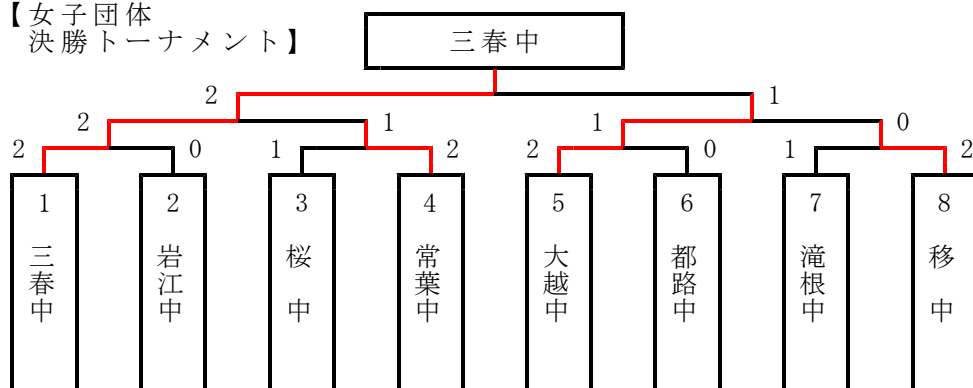 【女子団体
決勝トーナメント】
三春中
2 1
2 1 1 0
2 0 1 2 2 0 1 2
1 2 3 4 5 6 7 8
三春中
岩江中
桜 中
常葉中
大越中
都路中
滝根中
移 中